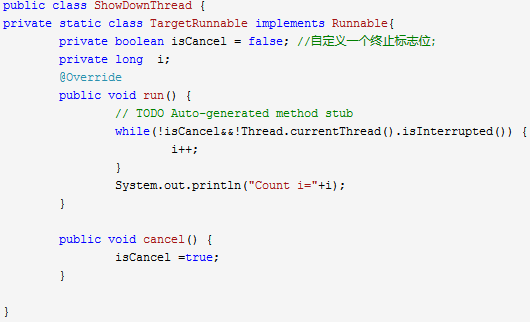 public class ShowDownThread {
private static class TargetRunnable implements Runnable{
private boolean isCancel = false; //自定义一个终止标志位;
private long  i;
@Override
public void run() {
// TODO Auto-generated method stub
while(!isCancel&&!Thread.currentThread().isInterrupted()) {
i++;
}
System.out.println("Count i="+i);
}
public void cancel() {
isCancel =true;
}
}